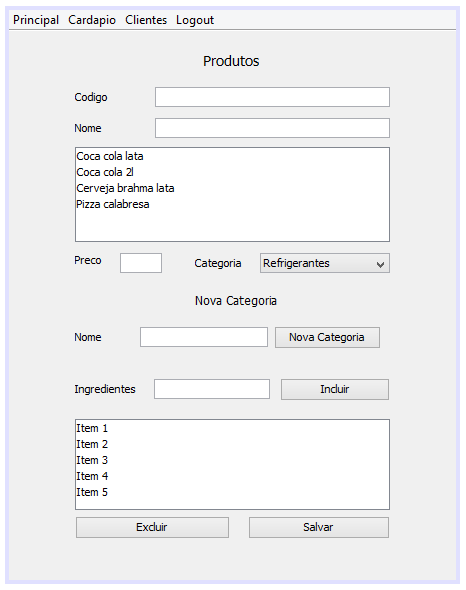 Principal Cardapio Clientes Logout
Produtos
Codigo
Nome
Coca cola lata
Coca cola 2l
Cerveja brahma lata
Pizza calabresa
Preco Categoria Refrigerantes
Nova Categoria
Nome Nova Categoria
Ingredientes Incluir
Item 1
Item 2
Item 3
Item 4
Item 5
Excluir Salvar